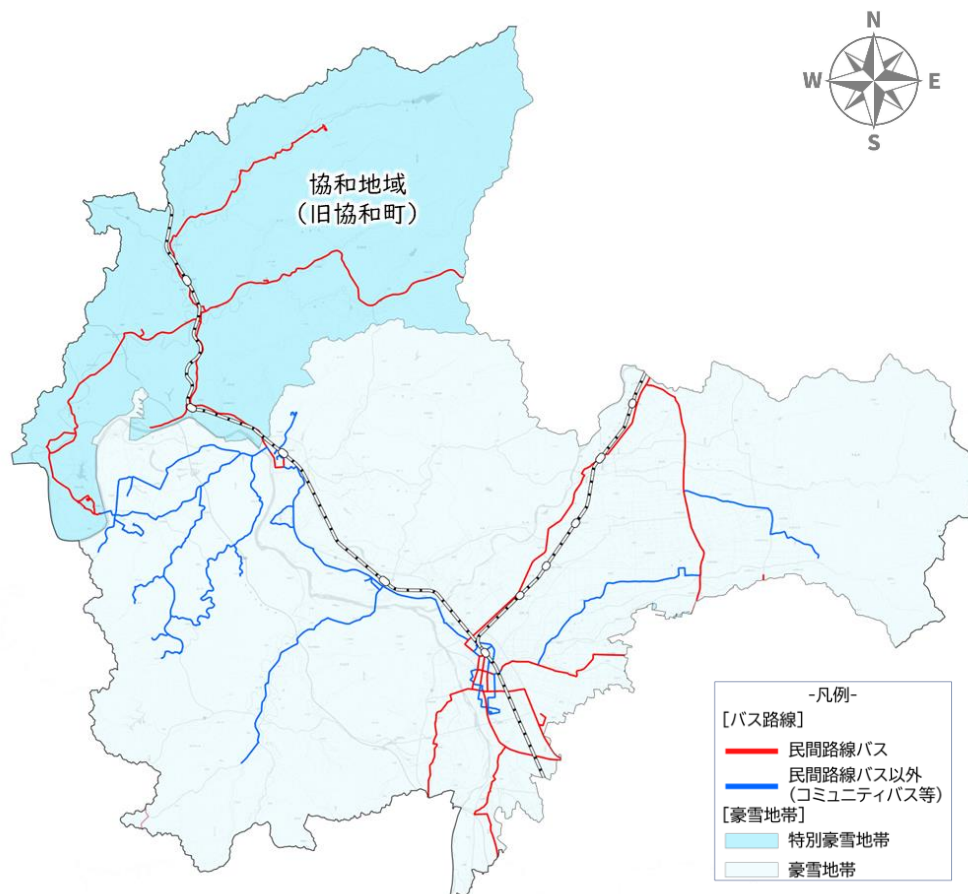 N
W
E
S
協和地域
(旧協和町)
-凡例-
[バス路線]
民間路線バス
民間路線バス以外
(コミュニティバス等)
[豪雪地帯]
特別豪雪地帯
豪雪地帯